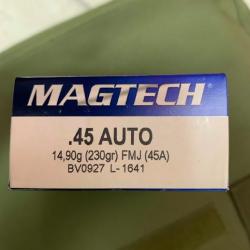 MAGTECH
.45 AUTO
14,90g (230gr) FMJ (45A)
BV0927 L-1641